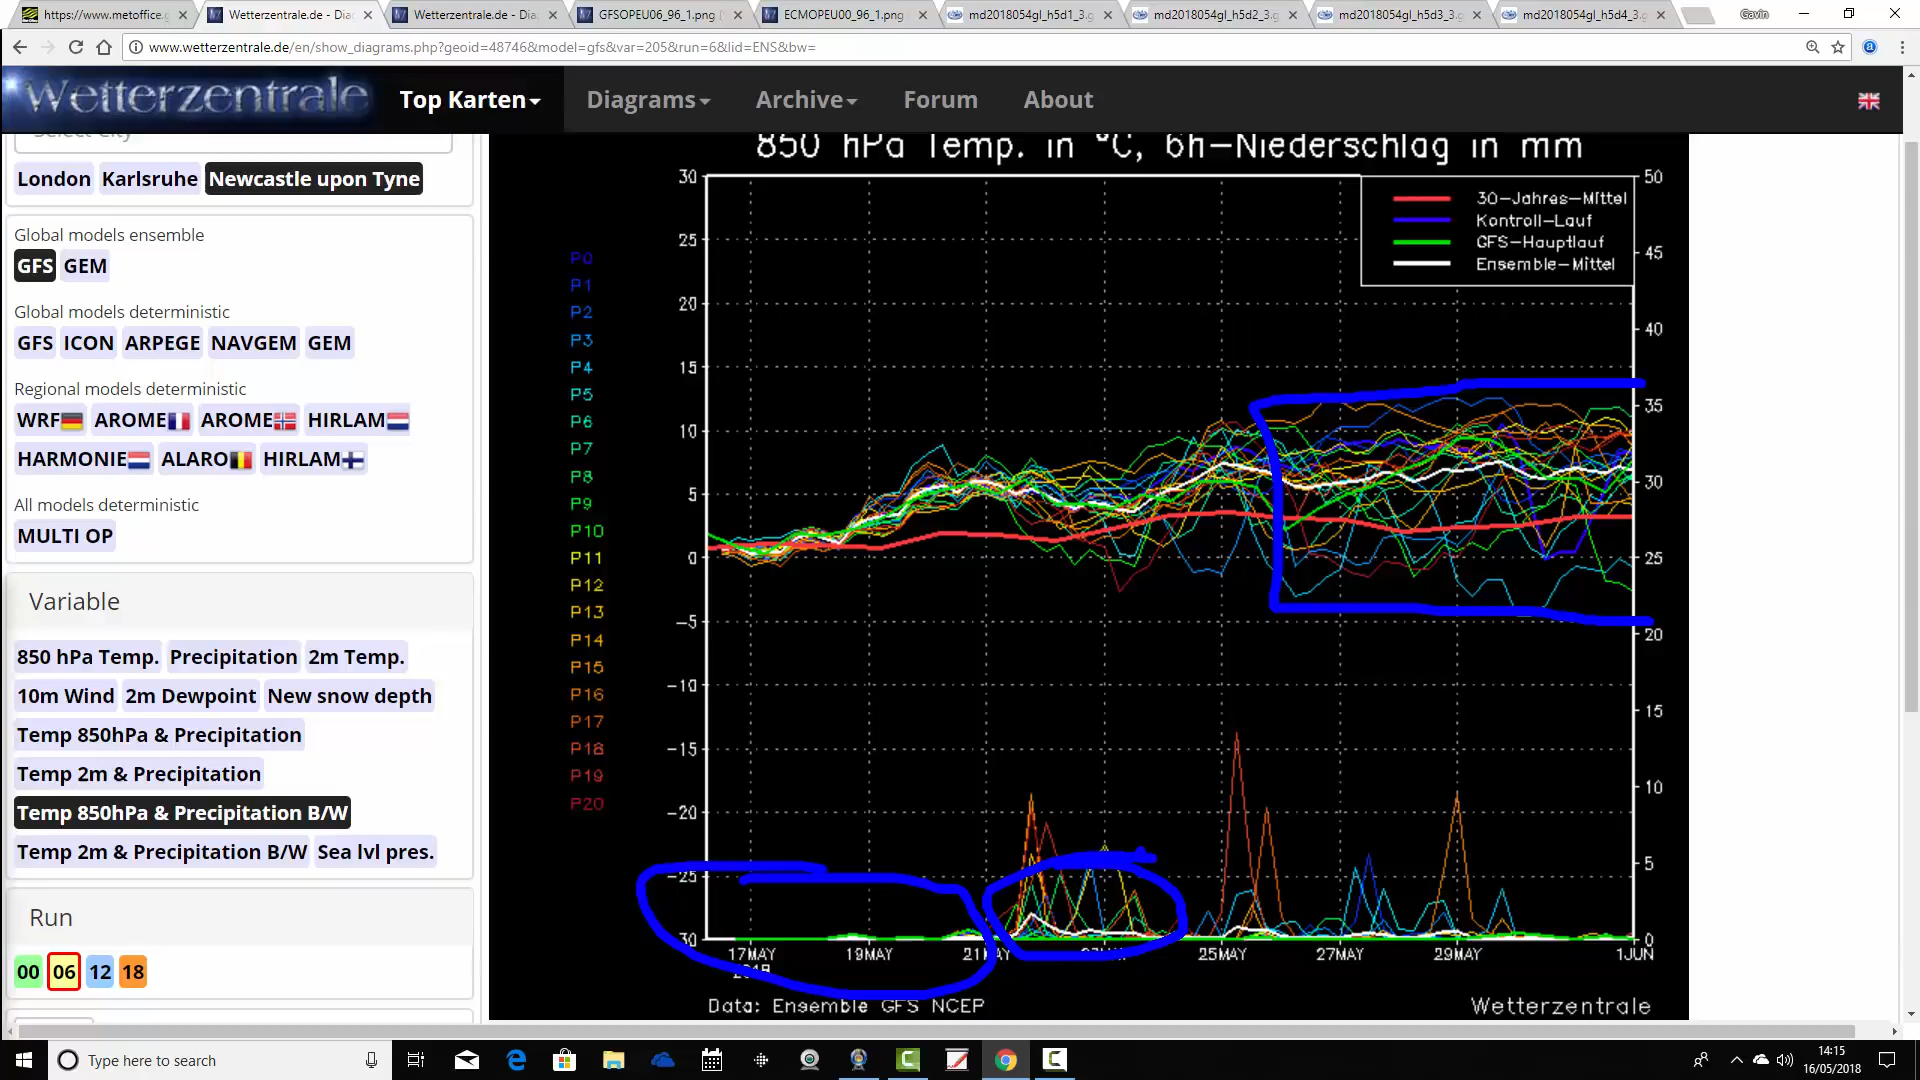 https://www.metoffice.g
Wetterzentrale.de - Dia
Wetterzentrale.de - Dia
GFSOPEU06_96_1.png (
ECMOPEU00_96_1.png
md2018054gl_h5d1_3.g
md2018054gl_h5d2_3.g
md2018054gl_h5d3_3.g
md2018054gl_h5d4_3.g
Gavin
www.wetterzentrale.de/en/show_diagrams.php?geoid=48746&model=gfs&var=205&run=6&lid=ENS&bw=
Wetterzentrale
Top Karten
Diagrams
Archive
Forum
About
Select City
London Karlsruhe Newcastle upon Tyne
Global models ensemble
GFS GEM
Global models deterministic
GFS ICON ARPEGE NAVGEM GEM
Regional models deterministic
WRF AROME AROME HIRLAM
HARMONIE ALARO HIRLAM
All models deterministic
MULTI OP
Variable
850 hPa Temp. Precipitation 2m Temp.
10m Wind 2m Dewpoint New snow depth
Temp 850hPa & Precipitation
Temp 2m & Precipitation
Temp 850hPa & Precipitation B/W
Temp 2m & Precipitation B/W Sea lvl pres.
Run
00 06 12 18
850 hPa Temp. in °C, 6h-Niederschlag in mm
30-Jahres-Mittel
Kontroll-Lauf
GFS-Hauptlauf
Ensemble-Mittel
P0
P1
P2
P3
P4
P5
P6
P7
P8
P9
P10
P11
P12
P13
P14
P15
P16
P17
P18
P19
P20
30
25
20
15
10
5
0
-5
-10
-15
-20
-25
50
45
40
35
30
25
20
15
10
5
0
17MAY
19MAY
25MAY
27MAY
29MAY
1JUN
Data: Ensemble GFS NCEP
Wetterzentrale
Type here to search
14:15
16/05/2018